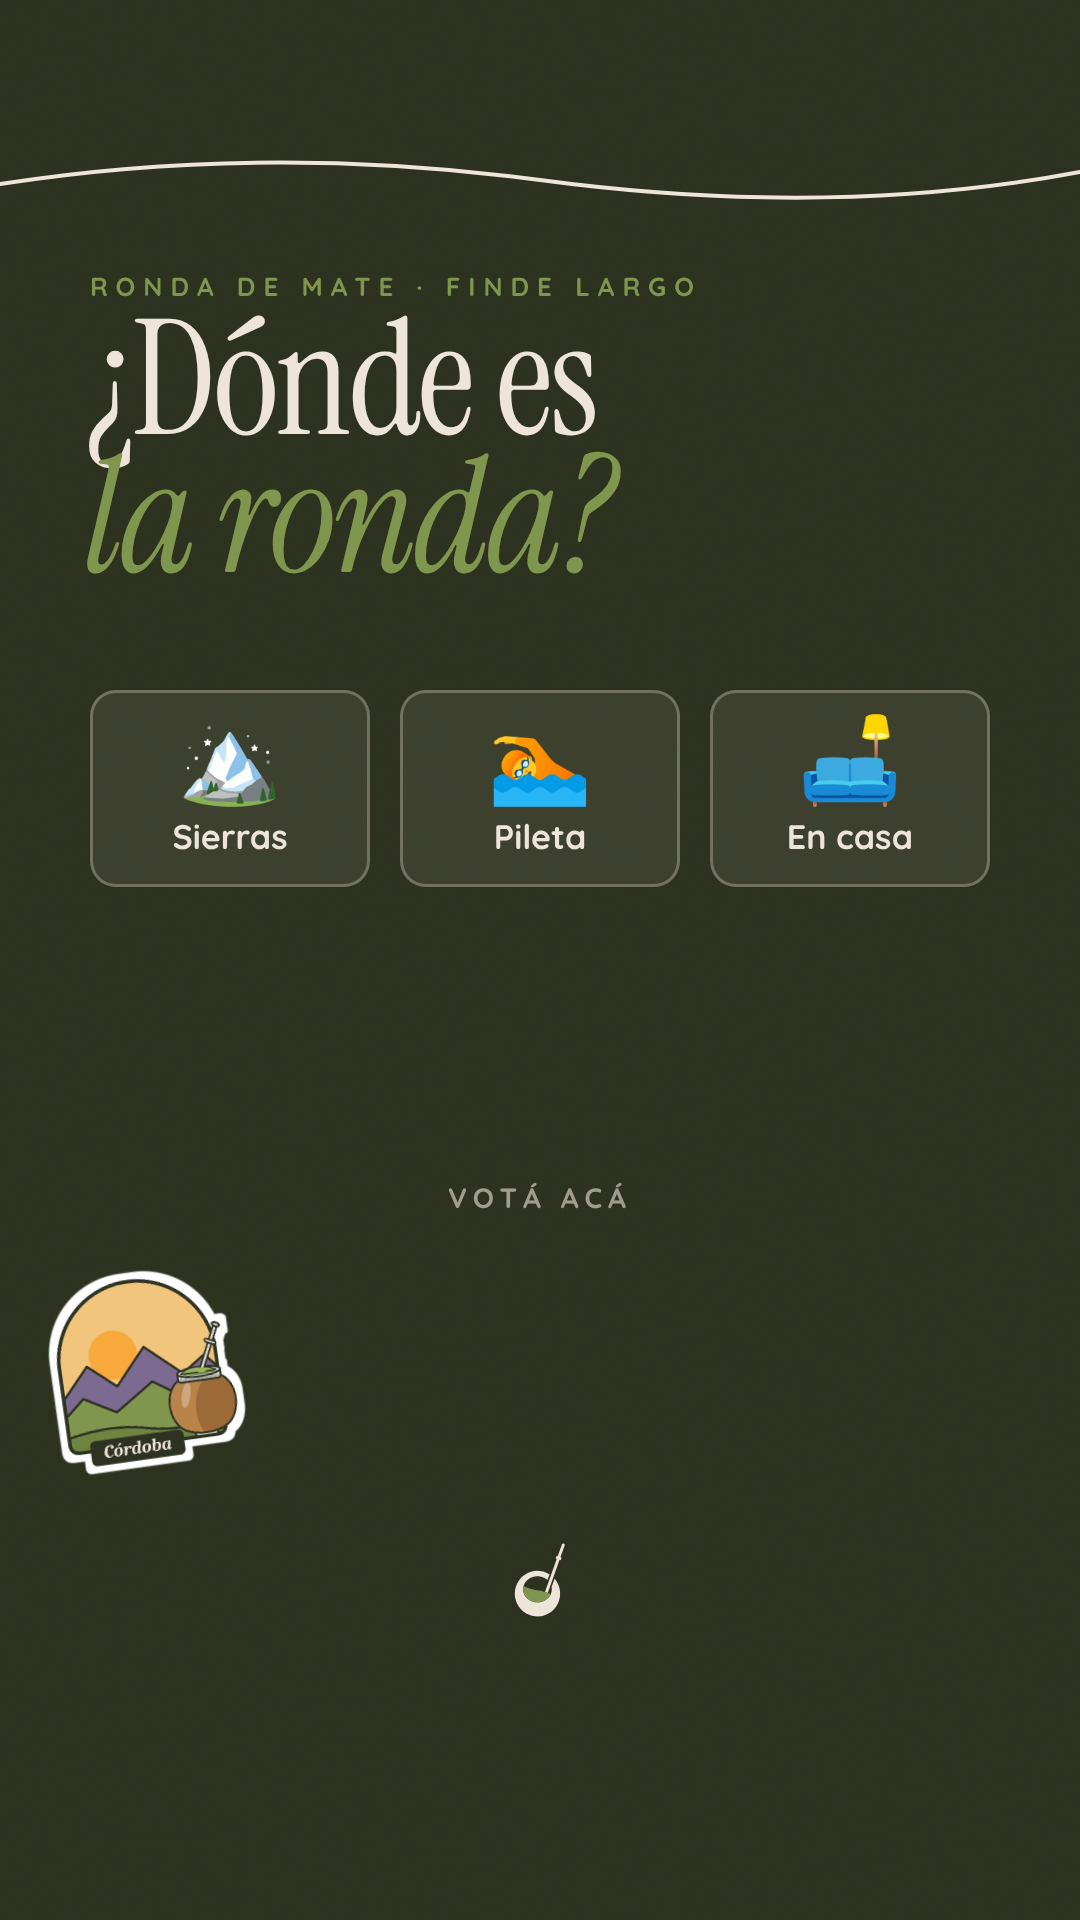 RONDA DE MATE · FINDE LARGO
¿Dónde es
la ronda?
Sierras
Pileta
En casa
VOTÁ ACÁ
Córdoba